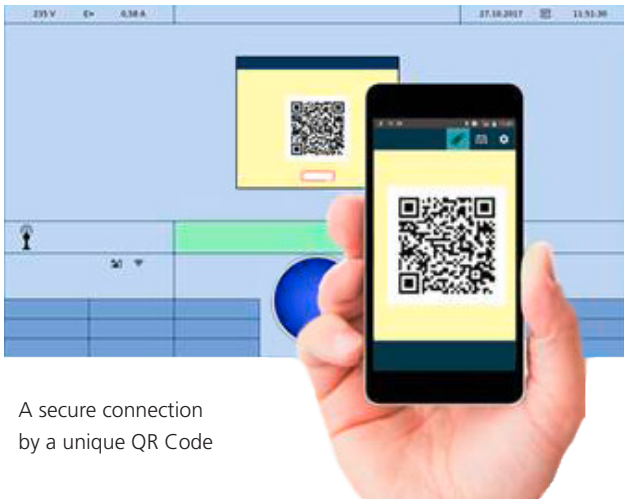 235 V E= 0,58 A 27.10.2017 11:51:30
A secure connection
by a unique QR Code